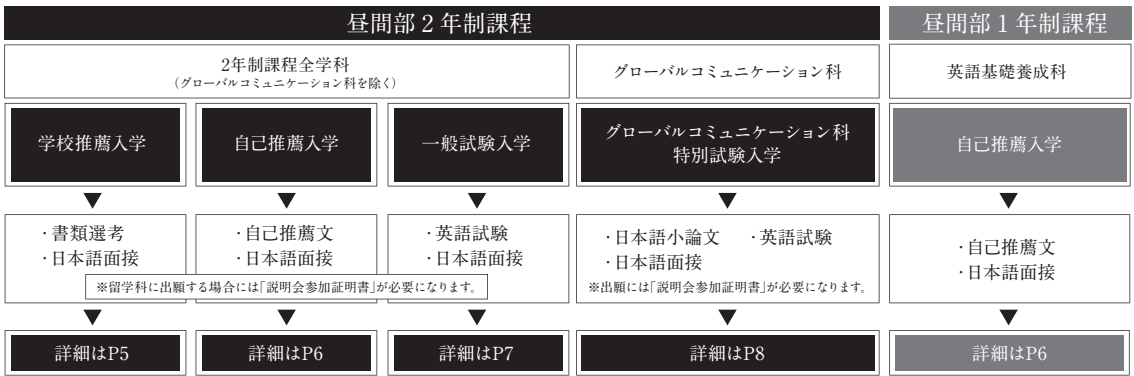 昼間部2年制課程
昼間部1年制課程
2年制課程全学科
（グローバルコミュニケーション科を除く）
グローバルコミュニケーション科
英語基礎養成科
学校推薦入学
自己推薦入学
一般試験入学
グローバルコミュニケーション科
特別試験入学
自己推薦入学
▼
▼
▼
▼
▼
・書類選考
・日本語面接
・自己推薦文
・日本語面接
・英語試験
・日本語面接
※留学科に出願する場合には「説明会参加証明書」が必要になります。
・日本語小論文 ・英語試験
・日本語面接
※出願には「説明会参加証明書」が必要になります。
・自己推薦文
・日本語面接
▼
▼
▼
▼
▼
詳細はP5
詳細はP6
詳細はP7
詳細はP8
詳細はP6